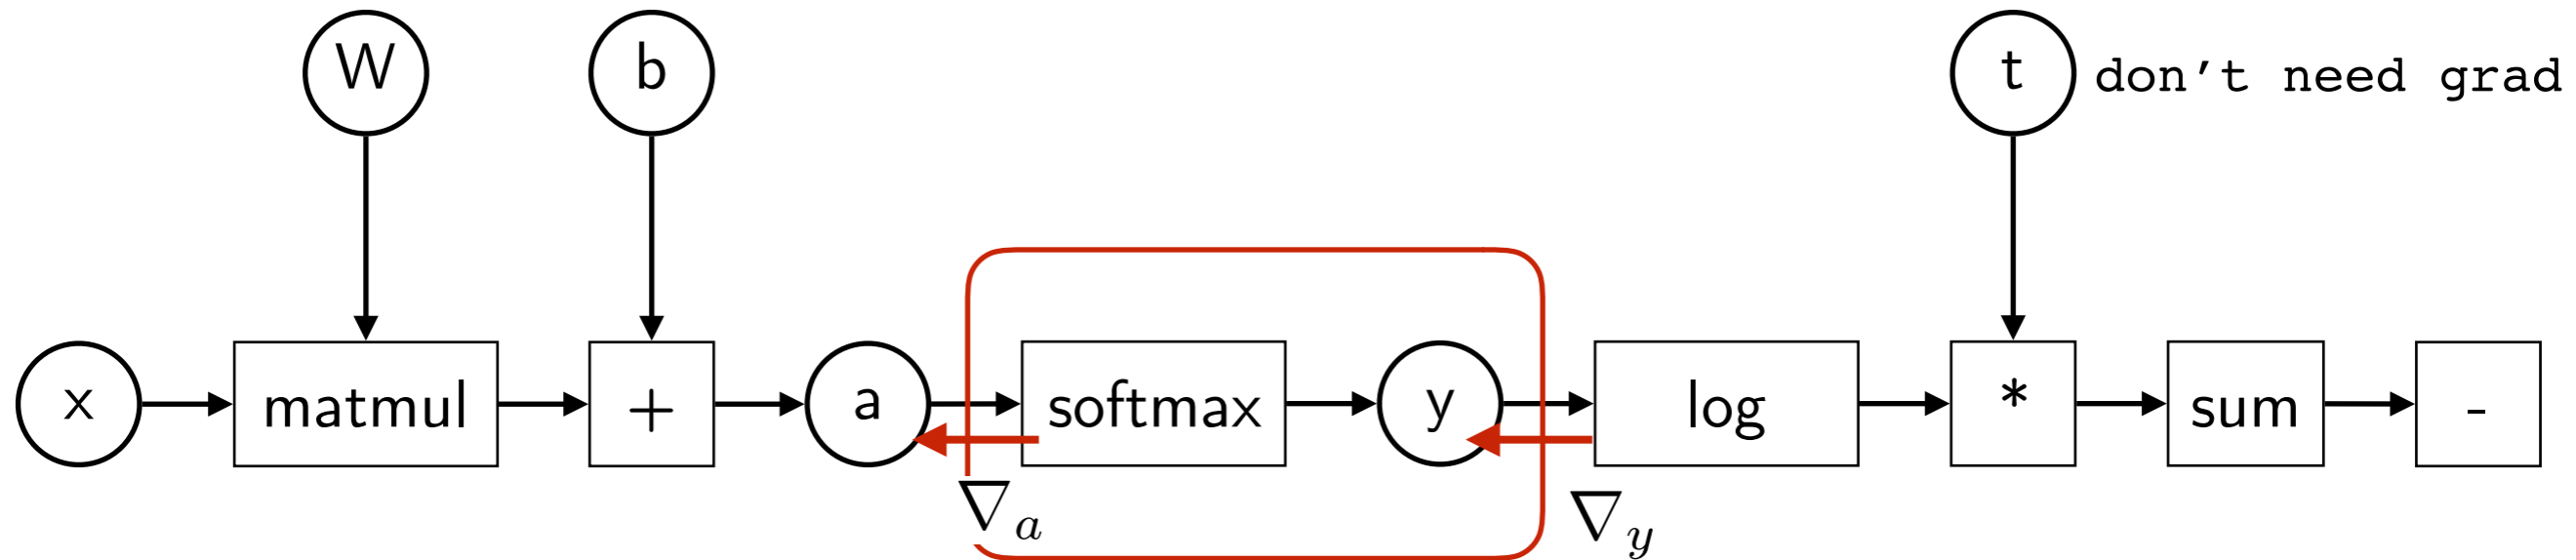 W
b
t don't need grad
x matmul + a softmax y log * sum -
∇a ∇y